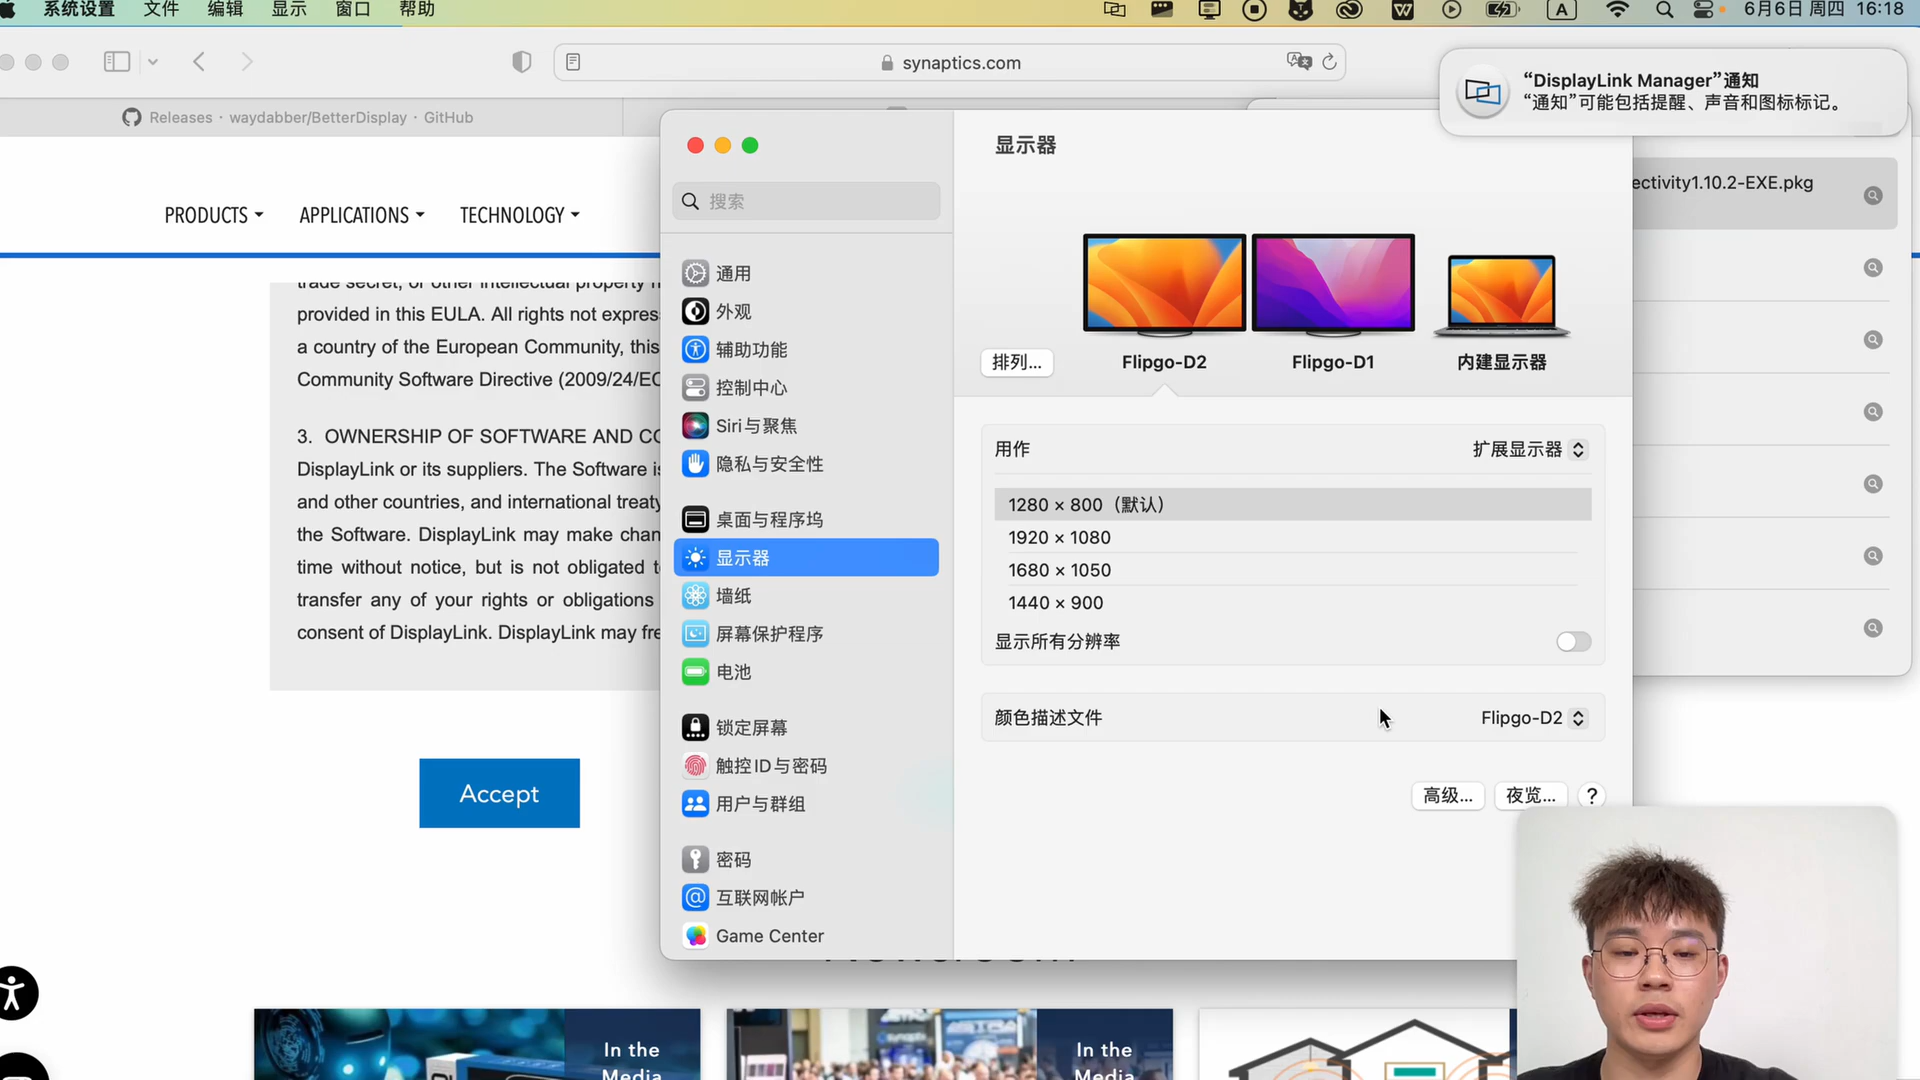 系统设置 文件 编辑 显示 窗口 帮助
A 6月6日 周四 16:18
synaptics.com
“DisplayLink Manager”通知
“通知”可能包括提醒、声音和图标标记。
Releases · waydabber/BetterDisplay · GitHub
ectivity1.10.2-EXE.pkg
PRODUCTS APPLICATIONS TECHNOLOGY
trade secret, or other intellectual property
provided in this EULA. All rights not expres
a country of the European Community, this
Community Software Directive (2009/24/EC
3. OWNERSHIP OF SOFTWARE AND CO
DisplayLink or its suppliers. The Software is
and other countries, and international treaty
the Software. DisplayLink may make chan
time without notice, but is not obligated t
transfer any of your rights or obligations
consent of DisplayLink. DisplayLink may fre
Accept
搜索
通用
外观
辅助功能
控制中心
Siri与聚焦
隐私与安全性
桌面与程序坞
显示器
墙纸
屏幕保护程序
电池
锁定屏幕
触控ID与密码
用户与群组
密码
互联网帐户
Game Center
显示器
排列...
Flipgo-D2
Flipgo-D1
内建显示器
用作 扩展显示器
1280 × 800（默认）
1920 × 1080
1680 × 1050
1440 × 900
显示所有分辨率
颜色描述文件 Flipgo-D2
高级... 夜览... ?
In the
Media
In the
Media